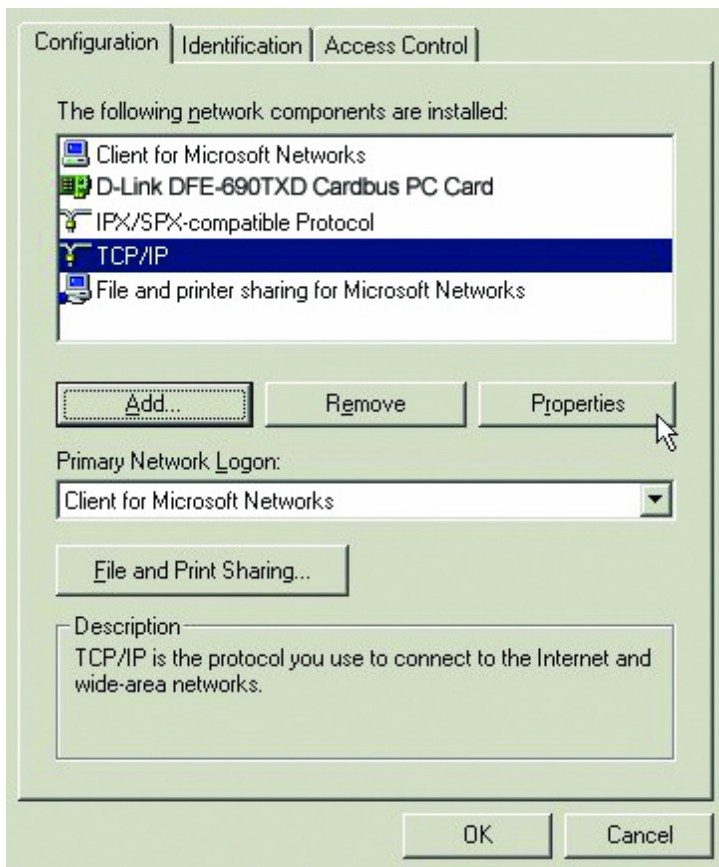 Configuration Identification Access Control
The following network components are installed:
Client for Microsoft Networks
D-Link DFE-690TXD Cardbus PC Card
IPX/SPX-compatible Protocol
TCP/IP
File and printer sharing for Microsoft Networks
Add... Remove Properties
Primary Network Logon:
Client for Microsoft Networks
File and Print Sharing...
Description
TCP/IP is the protocol you use to connect to the Internet and
wide-area networks.
OK Cancel